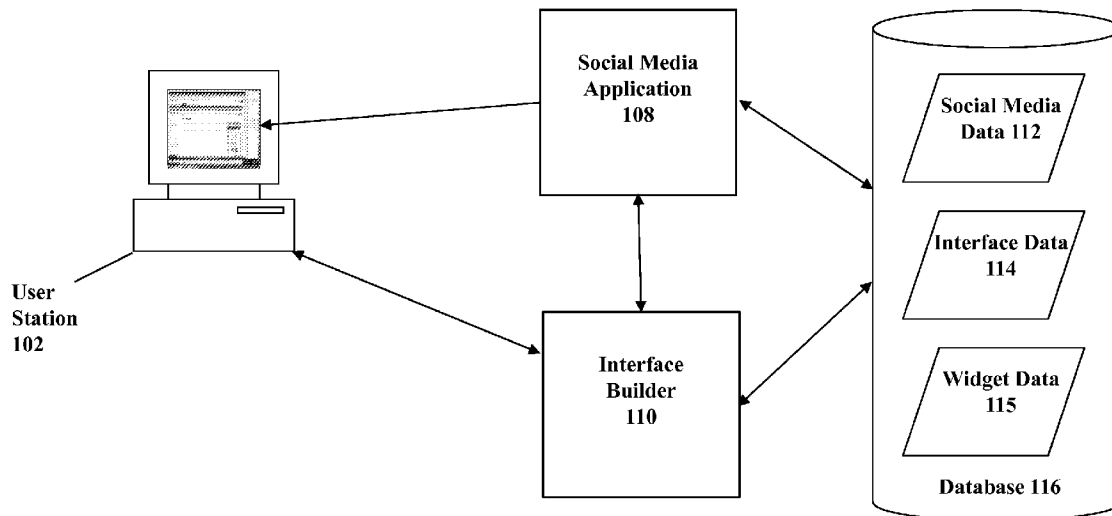 Social Media
Application
108
Social Media
Data 112
Interface Data
114
User
Station
102
Interface
Builder
110
Widget Data
115
Database 116